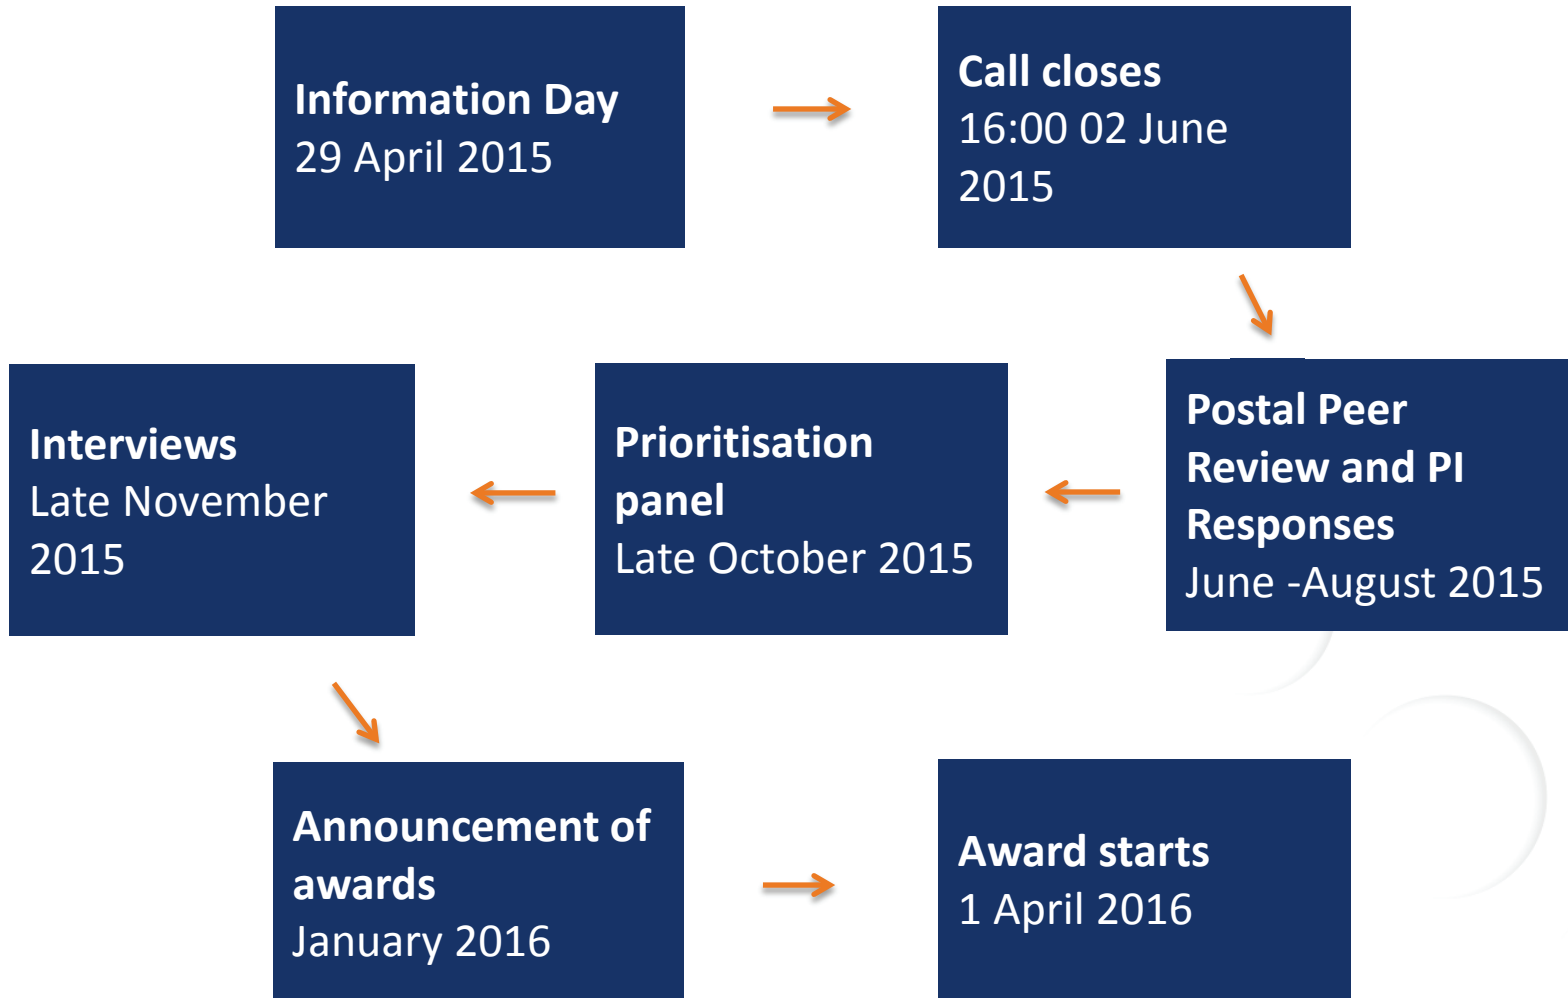 Information Day
29 April 2015
Call closes
16:00 02 June
2015
Postal Peer
Review and PI
Responses
June -August 2015
Prioritisation
panel
Late October 2015
Interviews
Late November
2015
Announcement of
awards
January 2016
Award starts
1 April 2016